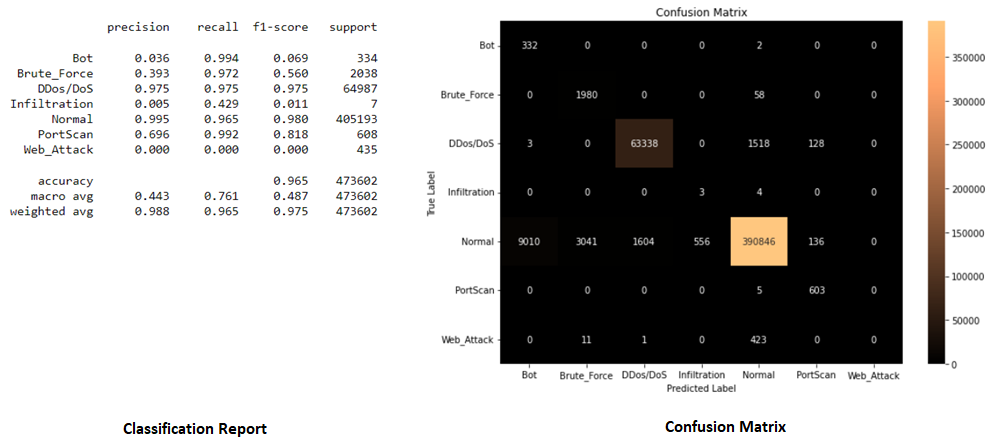 precision recall f1-score support
Bot 0.036 0.994 0.069 334
Brute_Force 0.393 0.972 0.560 2038
DDos/DoS 0.975 0.975 0.975 64987
Infiltration 0.005 0.429 0.011 7
Normal 0.995 0.965 0.980 405193
PortScan 0.696 0.992 0.818 608
Web_Attack 0.000 0.000 0.000 435
accuracy 0.965 473602
macro avg 0.443 0.761 0.487 473602
weighted avg 0.988 0.965 0.975 473602
Classification Report
Confusion Matrix
True Label
Bot 332 0 0 0 2 0 0
Brute_Force 0 1980 0 0 58 0 0
DDos/DoS 3 0 63338 0 1518 128 0
Infiltration 0 0 0 3 4 0 0
Normal 9010 3041 1604 556 390846 136 0
PortScan 0 0 0 0 5 603 0
Web_Attack 0 11 1 0 423 0 0
Bot Brute_Force DDos/DoS Infiltration Normal PortScan Web_Attack
Predicted Label
350000
300000
250000
200000
150000
100000
50000
0
Confusion Matrix